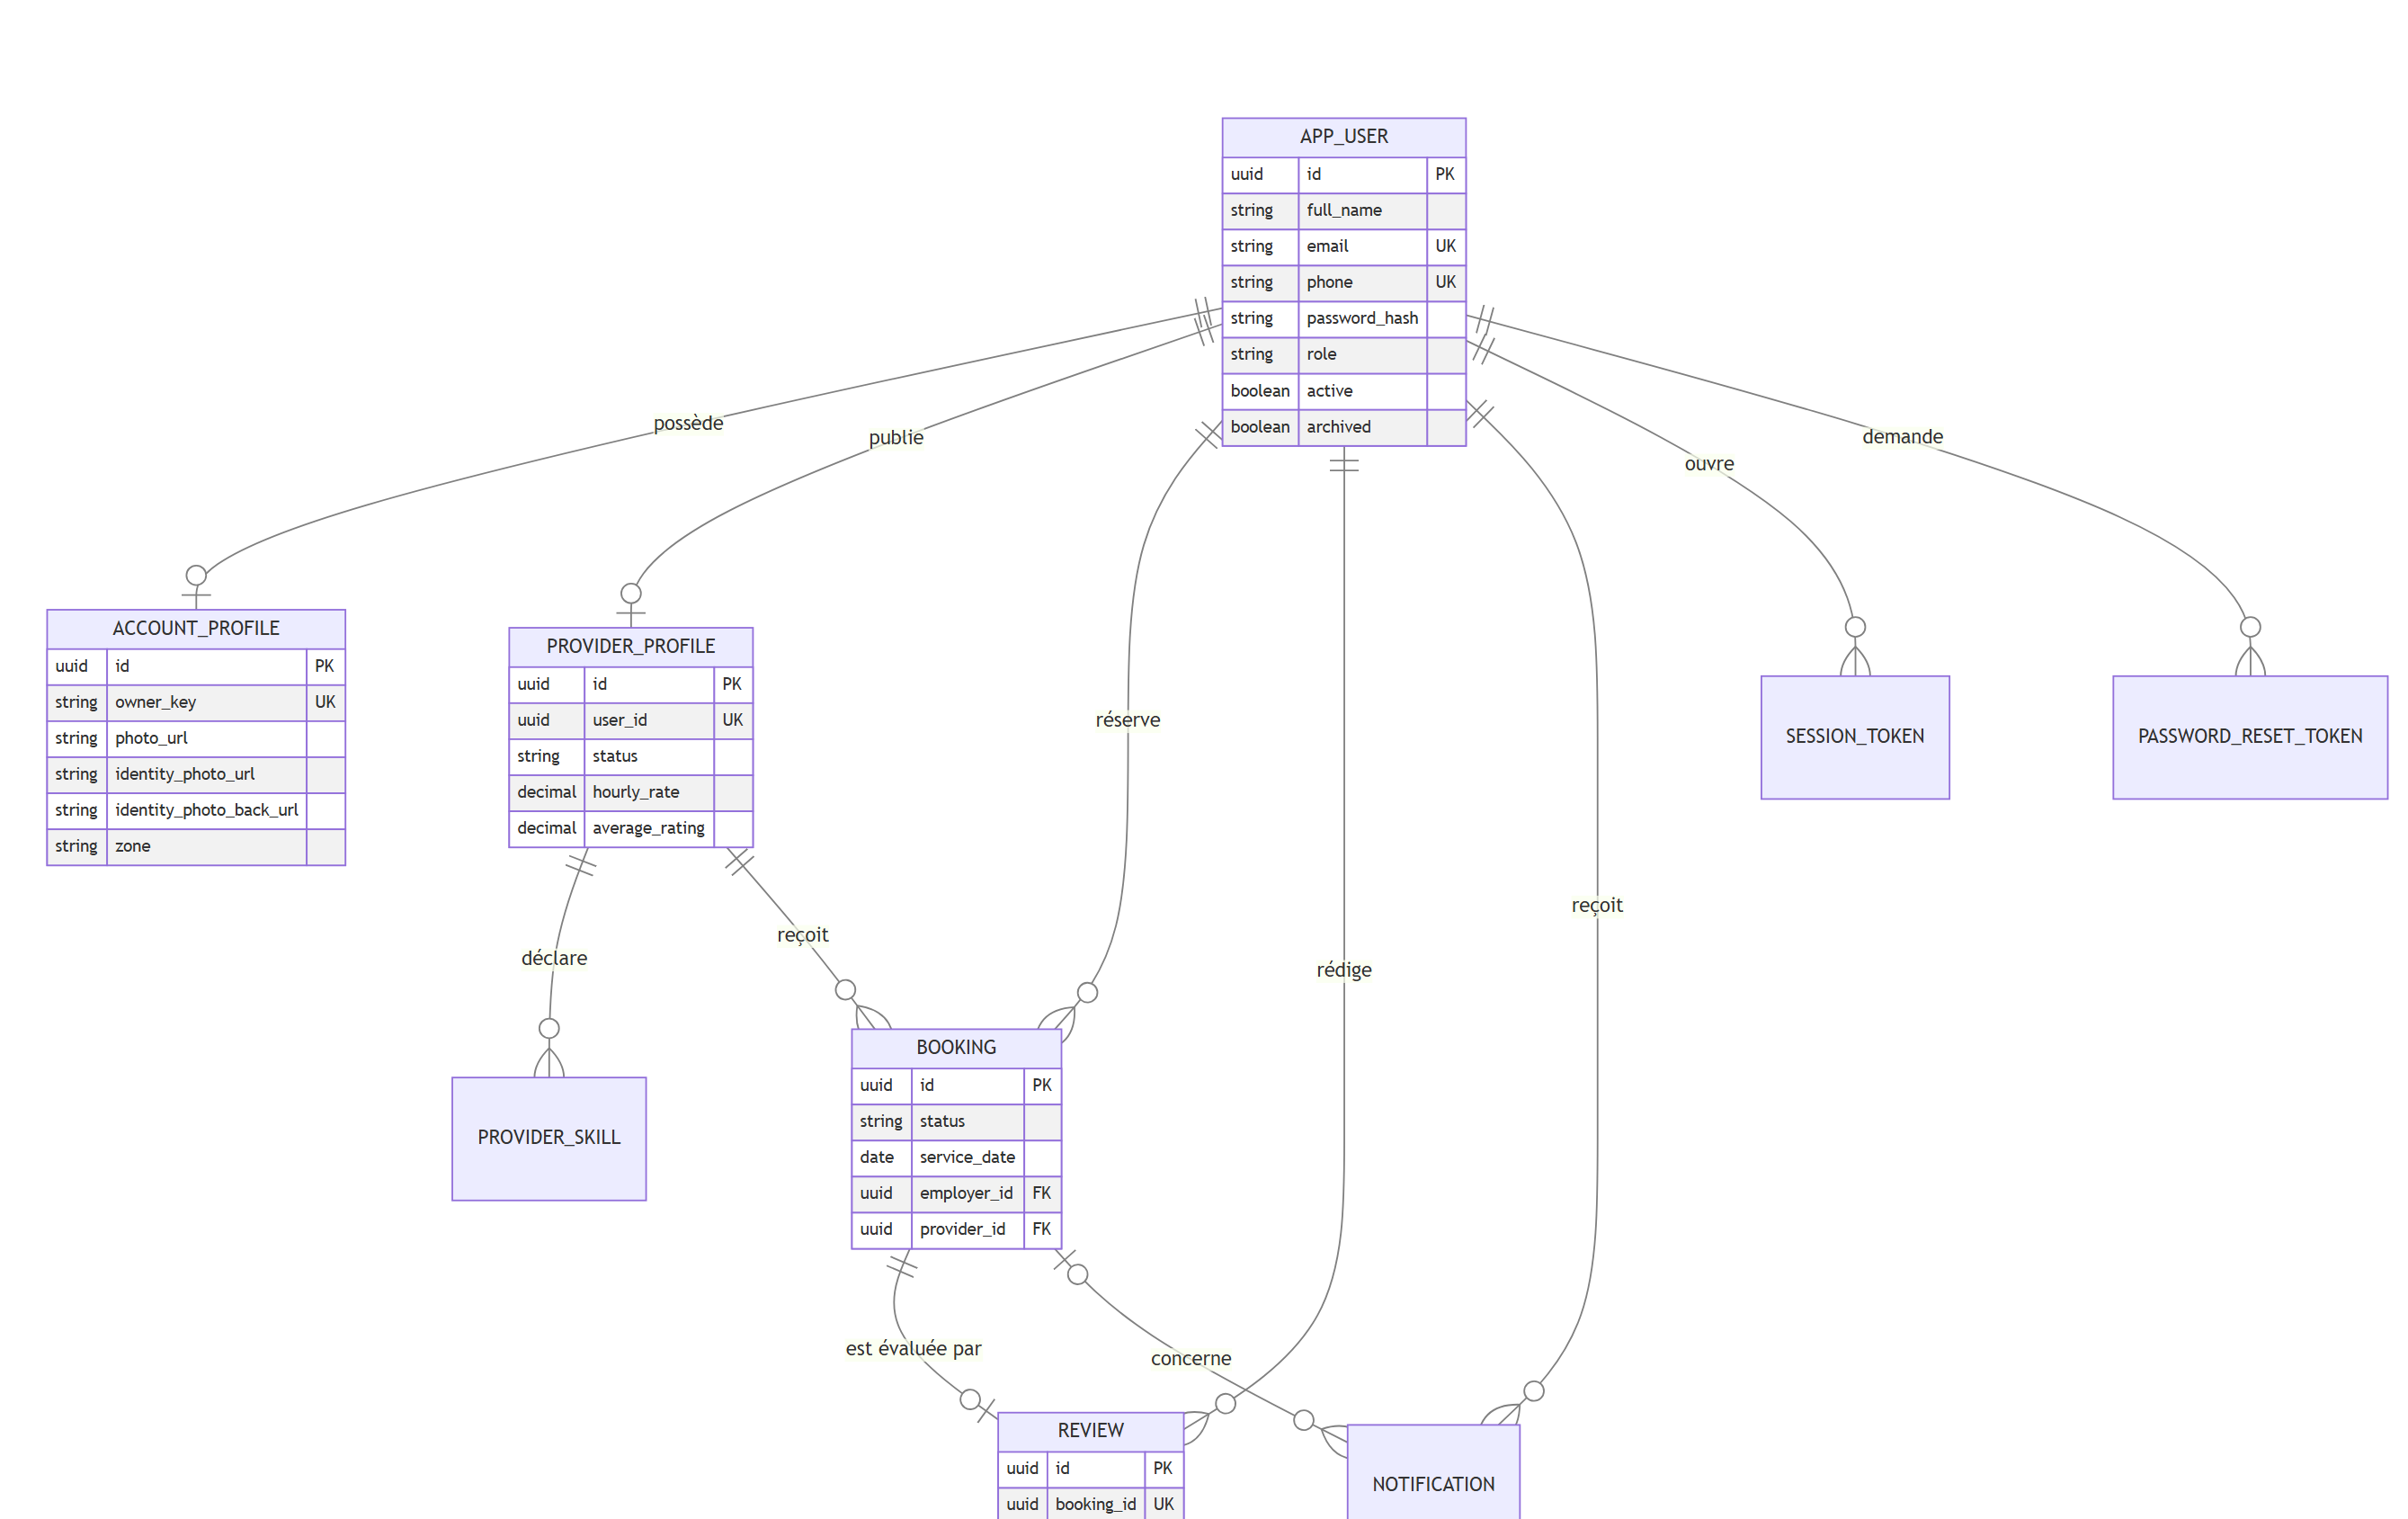 APP_USER
uuid id PK
string full_name
string email UK
string phone UK
string password_hash
string role
boolean active
boolean archived
possède
publie
demande
ouvre
ACCOUNT_PROFILE
uuid id PK
string owner_key UK
string photo_url
string identity_photo_url
string identity_photo_back_url
string zone
PROVIDER_PROFILE
uuid id PK
uuid user_id UK
string status
decimal hourly_rate
decimal average_rating
réserve
SESSION_TOKEN
PASSWORD_RESET_TOKEN
reçoit
reçoit
déclare
rédige
PROVIDER_SKILL
BOOKING
uuid id PK
string status
date service_date
uuid employer_id FK
uuid provider_id FK
est évaluée par
concerne
REVIEW
uuid id PK
uuid booking_id UK
NOTIFICATION